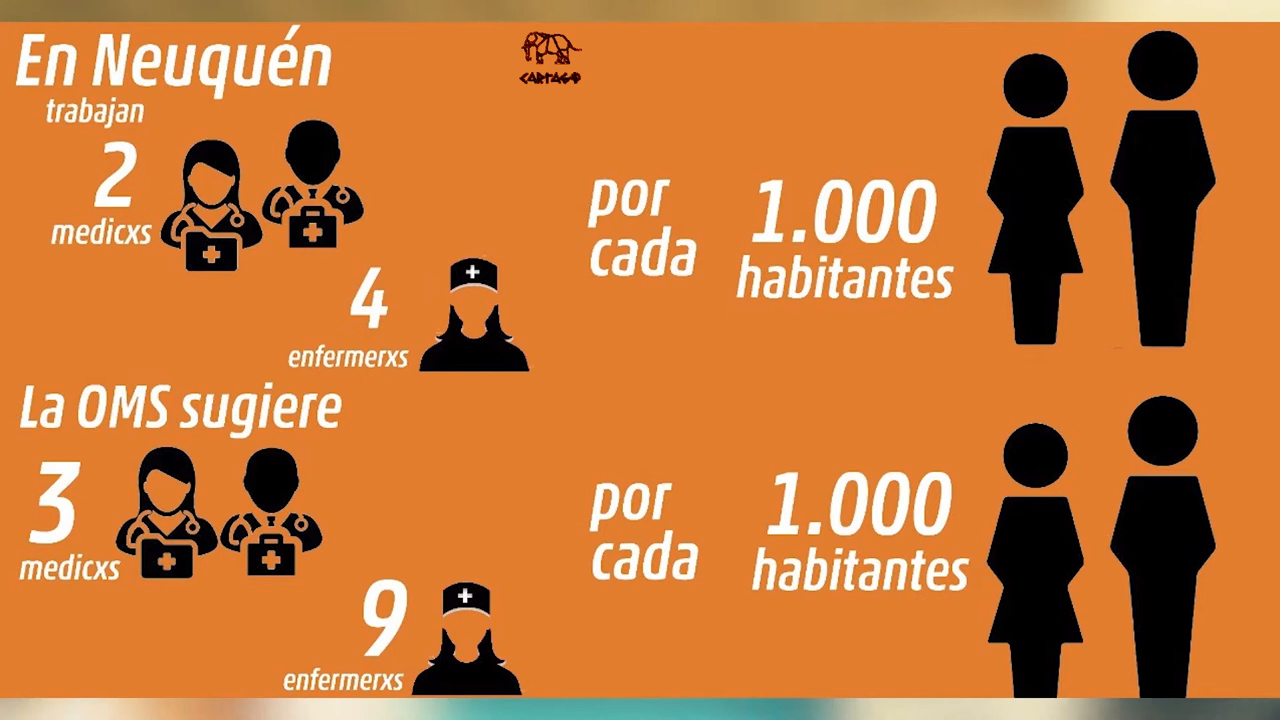 En Neuquén
trabajan
2
medicxs
4
enfermerxs
por
cada
1.000
habitantes
CARTAGO
La OMS sugiere
3
medicxs
9
enfermerxs
por
cada
1.000
habitantes